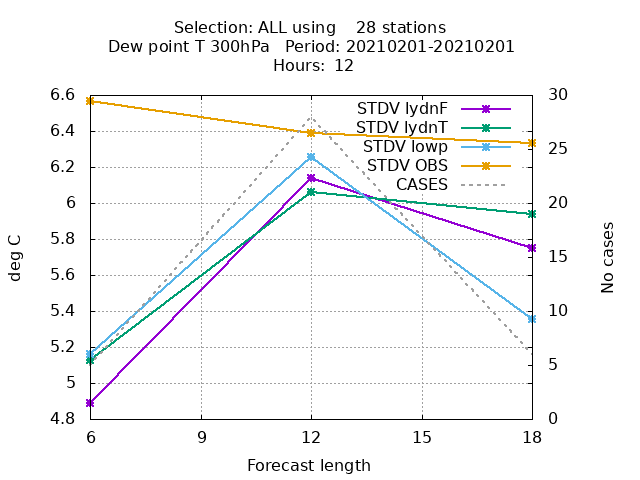 Selection: ALL using    28 stations
Dew point T 300hPa   Period: 20210201-20210201
Hours: 12
STDV lydnF
STDV lydnT
STDV lowp
STDV OBS
CASES
6.6
6.4
6.2
6
5.8
5.6
5.4
5.2
5
4.8
deg C
30
25
20
15
10
5
0
No cases
6 9 12 15 18
Forecast length